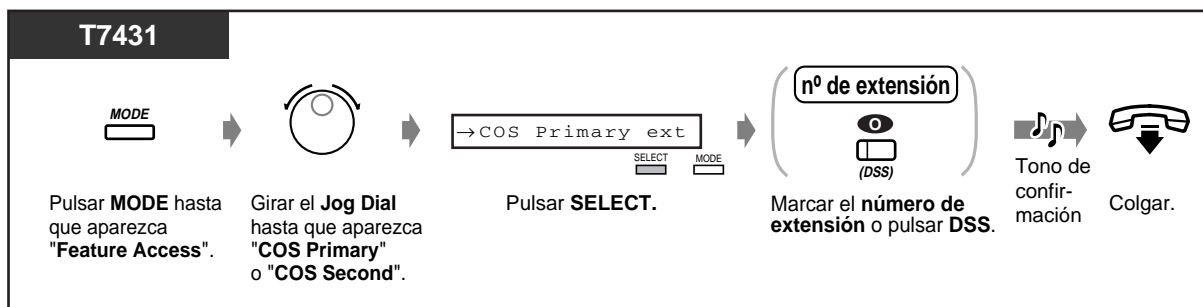 T7431
MODE
→COS Primary ext
SELECT MODE
nº de extensión
O
(DSS)
Pulsar MODE hasta
que aparezca
"Feature Access".
Girar el Jog Dial
hasta que aparezca
"COS Primary"
o "COS Second".
Pulsar SELECT.
Marcar el número de
extensión o pulsar DSS.
Tono de
confir-
mación
Colgar.